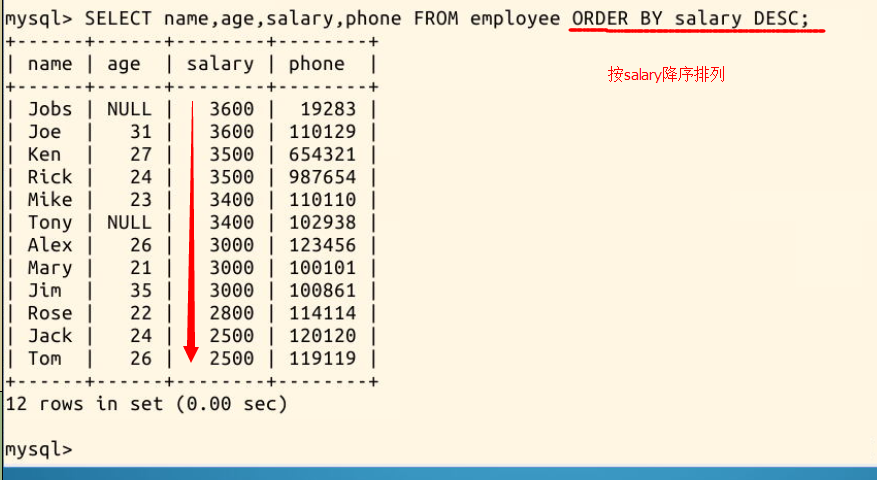 mysql> SELECT name,age,salary,phone FROM employee ORDER BY salary DESC;
+------+------+--------+--------+
| name | age  | salary | phone  |
+------+------+--------+--------+
| Jobs | NULL |   3600 |  19283 |
| Joe  |   31 |   3600 | 110129 |
| Ken  |   27 |   3500 | 654321 |
| Rick |   24 |   3500 | 987654 |
| Mike |   23 |   3400 | 110110 |
| Tony | NULL |   3400 | 102938 |
| Alex |   26 |   3000 | 123456 |
| Mary |   21 |   3000 | 100101 |
| Jim  |   35 |   3000 | 100861 |
| Rose |   22 |   2800 | 114114 |
| Jack |   24 |   2500 | 120120 |
| Tom  |   26 |   2500 | 119119 |
+------+------+--------+--------+
12 rows in set (0.00 sec)
mysql>
按salary降序排列